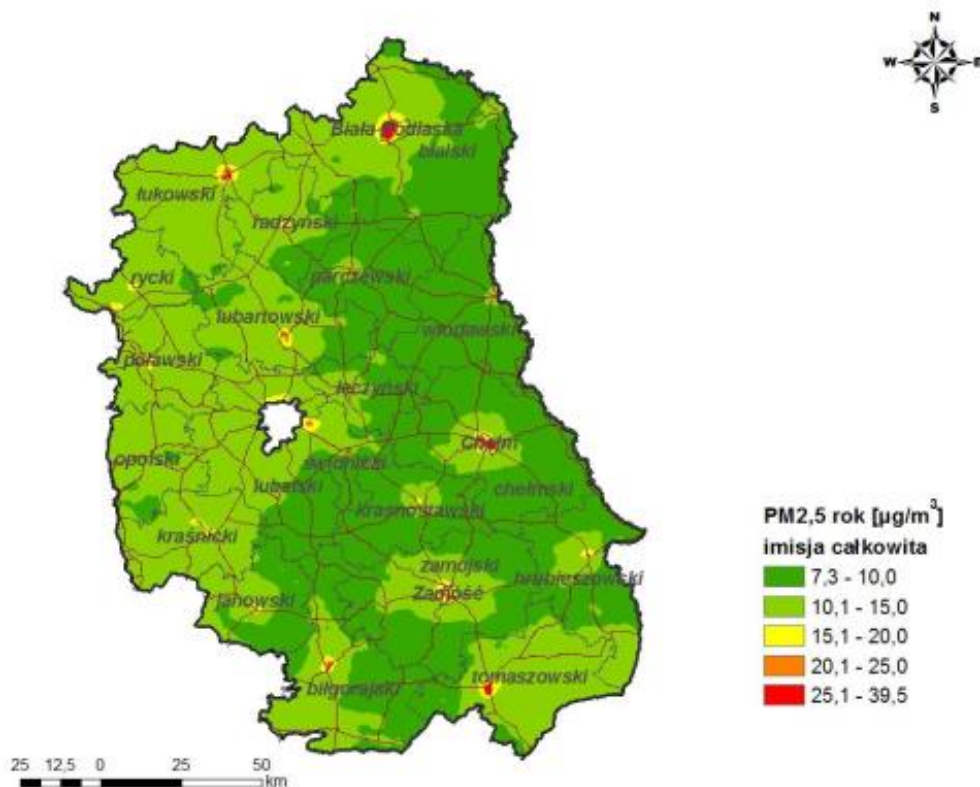 N
W E
S
Biała Podlaska
bialski
łukowski
radzyński
parczewski
rycki
lubartowski
włodawski
puławski
łęczyński
Chełm
opolski
świdnicki
lubelski
chełmski
krasnostawski
kraśnicki
zamojski
hrubieszowski
Zamość
janowski
tomaszowski
biłgorajski
PM2,5 rok [µg/m³]
imisja całkowita
7,3 - 10,0
10,1 - 15,0
15,1 - 20,0
20,1 - 25,0
25,1 - 39,5
25 12,5 0 25 50
km